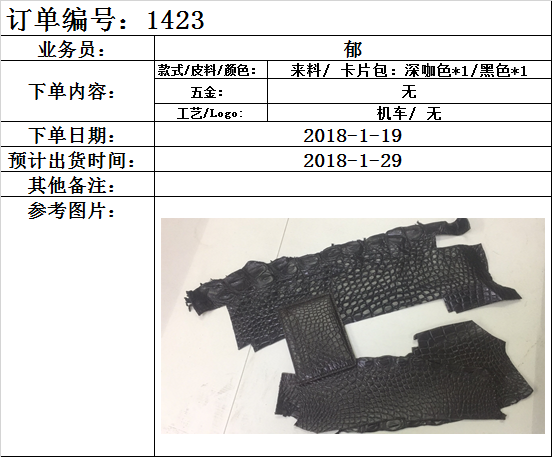 订单编号：1423
业务员： 郁
下单内容： 款式/皮料/颜色： 来料/ 卡片包：深咖色*1/黑色*1
五金： 无
工艺/Logo: 机车/ 无
下单日期： 2018-1-19
预计出货时间： 2018-1-29
其他备注：
参考图片：